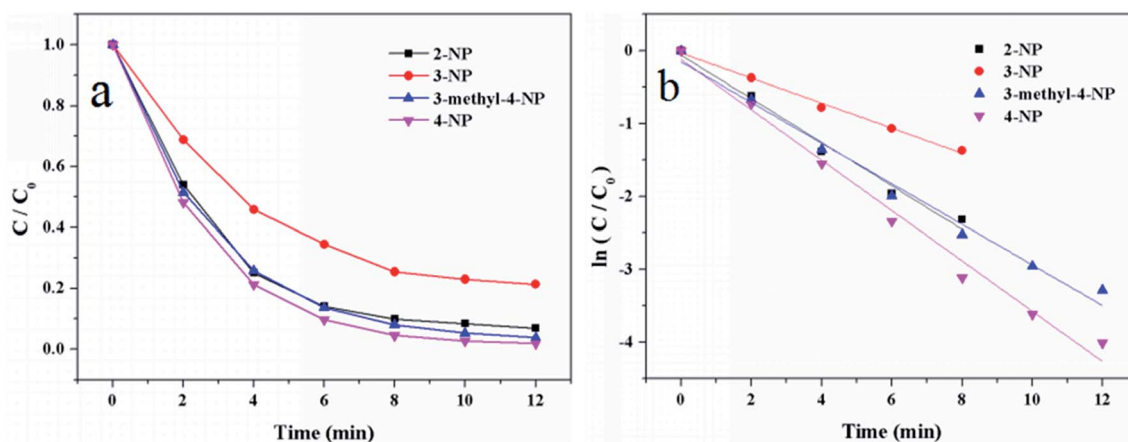 a
C / C0
1.0
0.8
0.6
0.4
0.2
0.0
0 2 4 6 8 10 12
Time (min)
2-NP
3-NP
3-methyl-4-NP
4-NP
b
ln ( C / C0 )
0
-1
-2
-3
-4
0 2 4 6 8 10 12
Time (min)
2-NP
3-NP
3-methyl-4-NP
4-NP